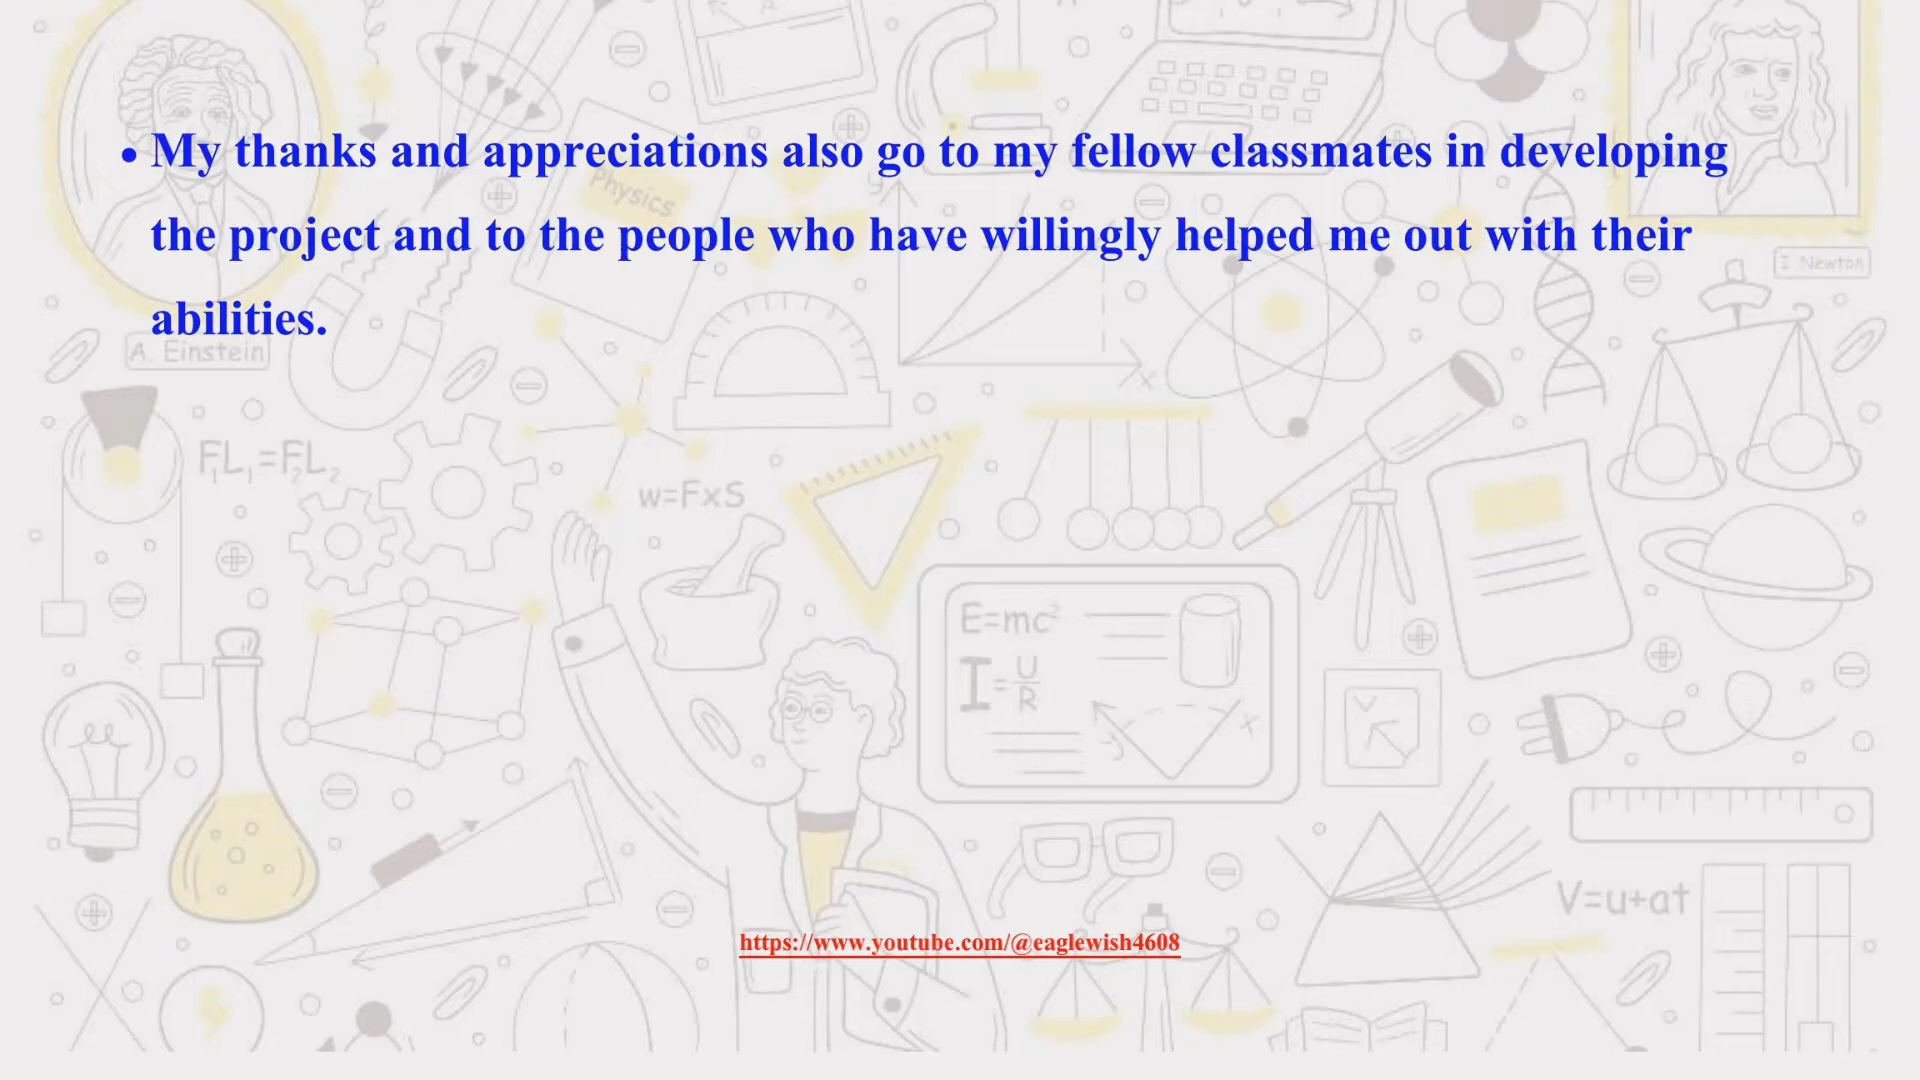 • My thanks and appreciations also go to my fellow classmates in developing
the project and to the people who have willingly helped me out with their
abilities.
Physics
I. Newton
A. Einstein
F₁L₁=F₂L₂
w=FxS
E=mc²
I=U/R
V=u+at
https://www.youtube.com/@eaglewish4608